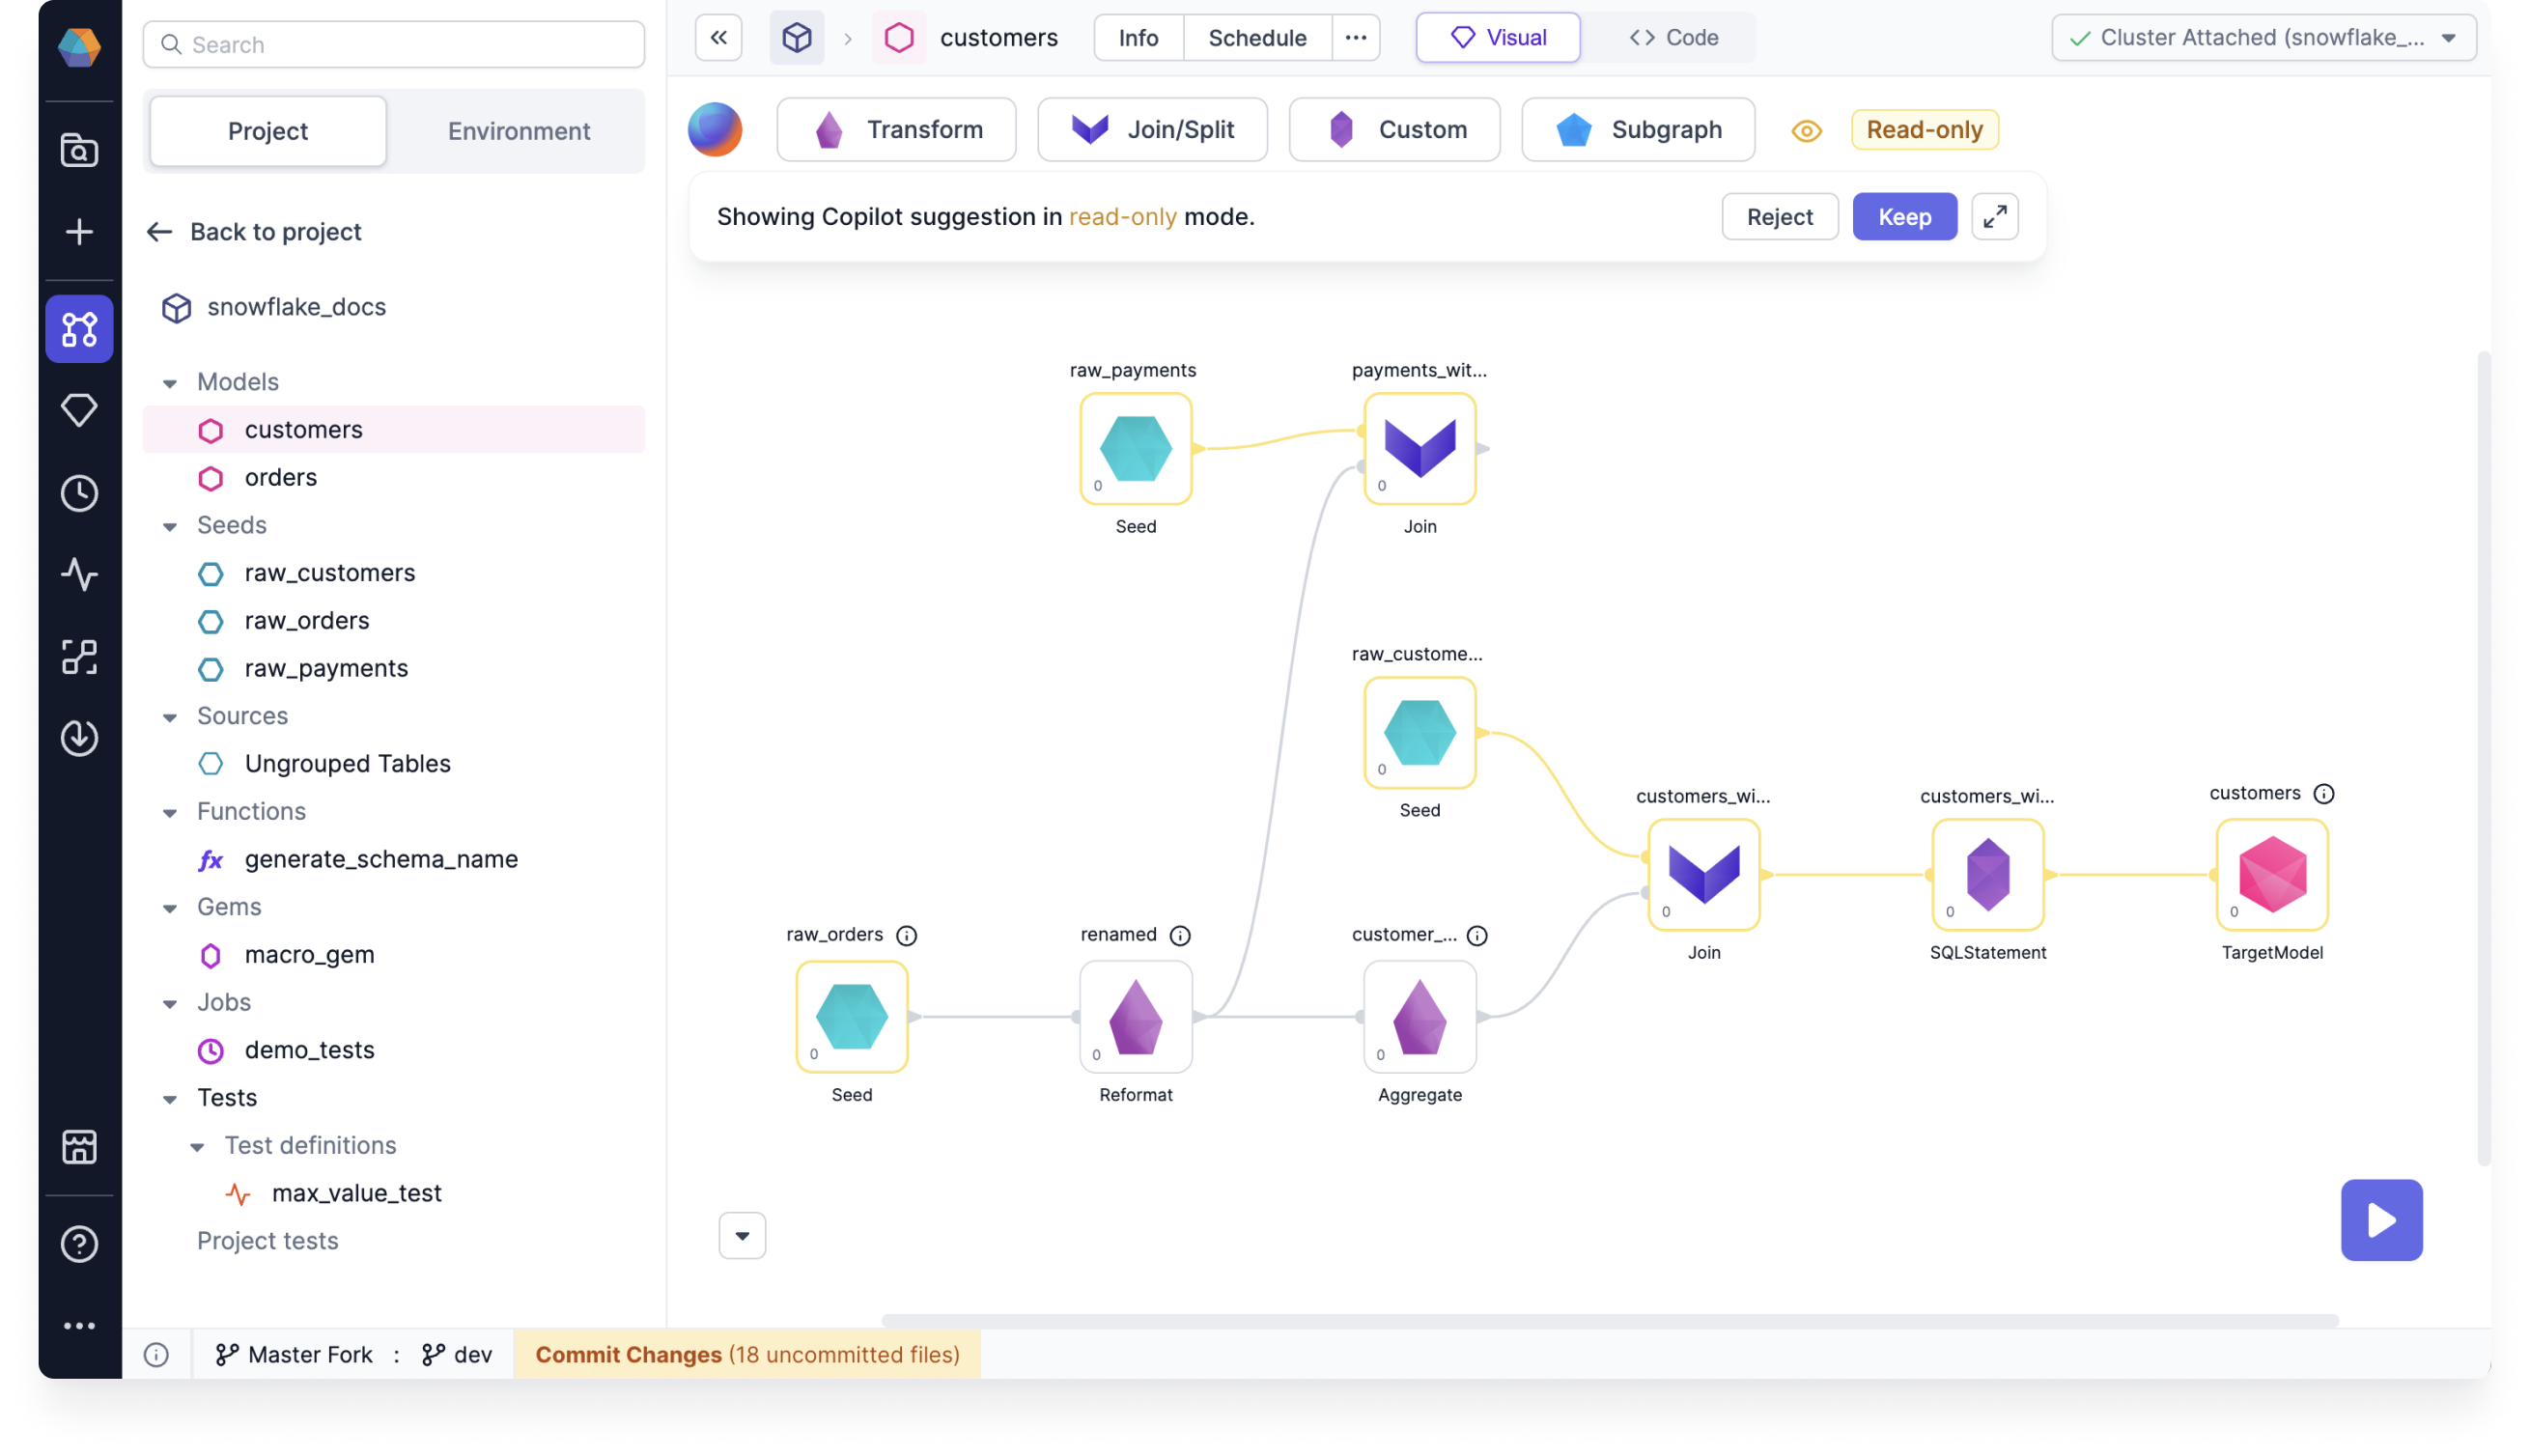 Search
Project
Environment
Back to project
snowflake_docs
Models
customers
orders
Seeds
raw_customers
raw_orders
raw_payments
Sources
Ungrouped Tables
Functions
fx generate_schema_name
Gems
macro_gem
Jobs
demo_tests
Tests
Test definitions
max_value_test
Project tests
customers
Info
Schedule
Visual
Code
Cluster Attached (snowflake_...
Transform
Join/Split
Custom
Subgraph
Read-only
Showing Copilot suggestion in read-only mode.
Reject
Keep
raw_payments
0
Seed
payments_wit...
0
Join
raw_custome...
0
Seed
customers_wi...
0
Join
customers_wi...
0
SQLStatement
customers
0
TargetModel
raw_orders
0
Seed
renamed
0
Reformat
customer_...
0
Aggregate
Master Fork : dev
Commit Changes (18 uncommitted files)